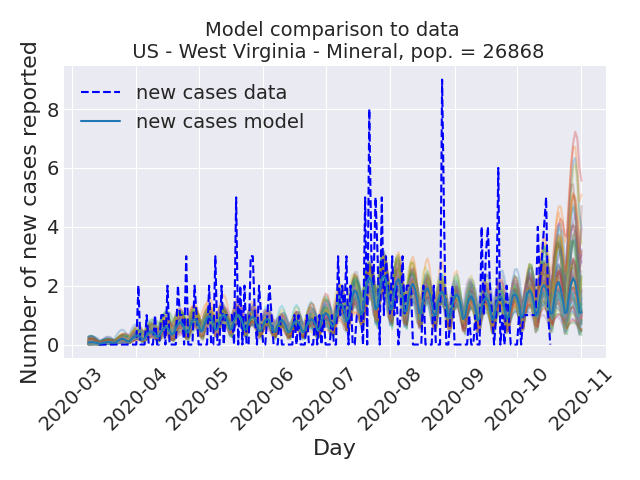 Model comparison to data
US - West Virginia - Mineral, pop. = 26868
Number of new cases reported
8
6
4
2
0
new cases data
new cases model
2020-03
2020-04
2020-05
2020-06
2020-07
2020-08
2020-09
2020-10
2020-11
Day